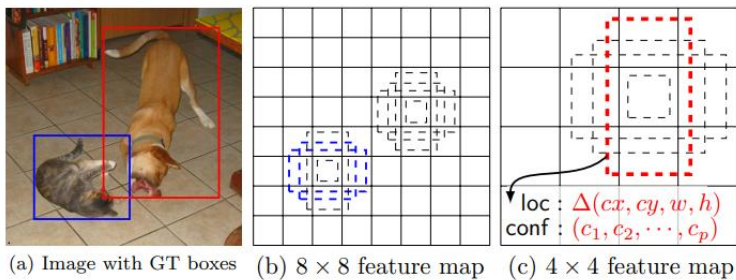 loc : Δ(cx, cy, w, h)
conf : (c₁, c₂, ⋯, cₚ)
(a) Image with GT boxes
(b) 8 × 8 feature map
(c) 4 × 4 feature map